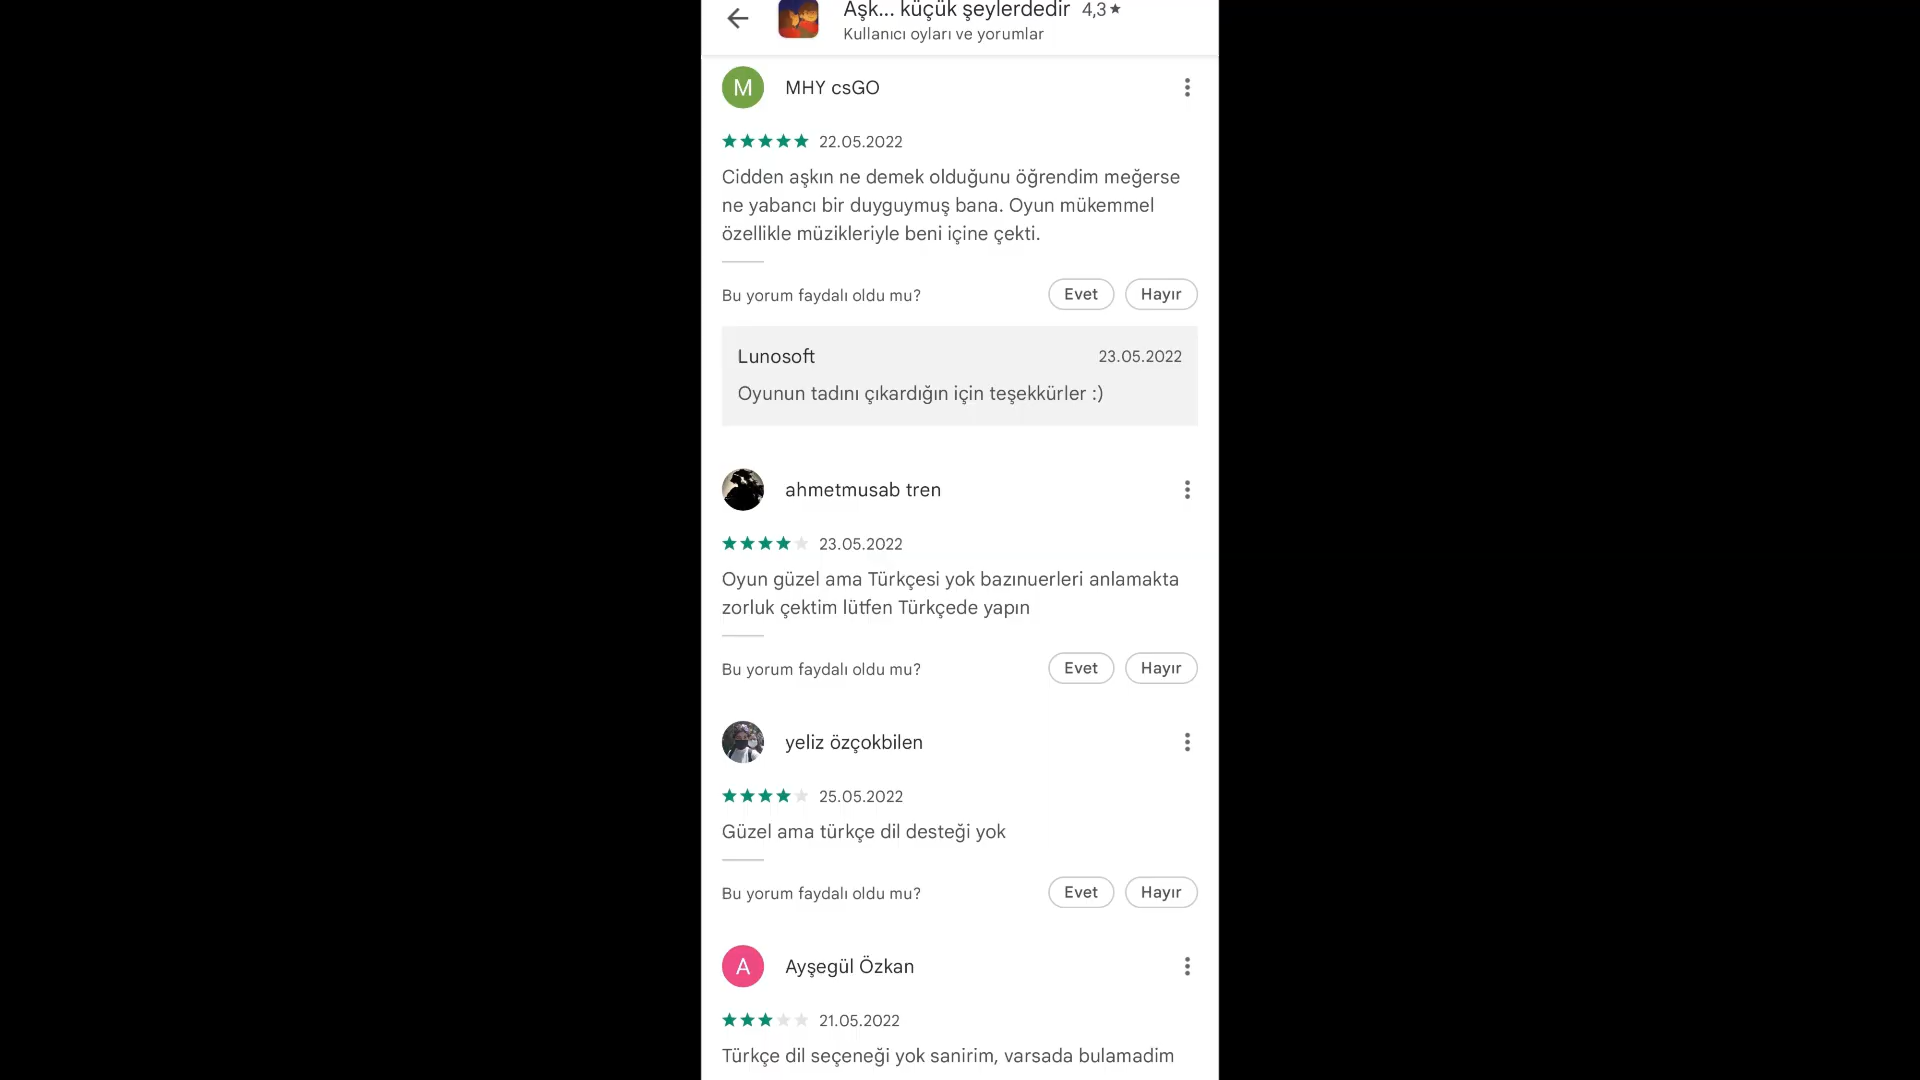 Aşk... küçük şeylerdedir 4,3★
Kullanıcı oyları ve yorumlar
M MHY csGO
22.05.2022
Cidden aşkın ne demek olduğunu öğrendim meğerse
ne yabancı bir duyguymuş bana. Oyun mükemmel
özellikle müzikleriyle beni içine çekti.
Bu yorum faydalı oldu mu? Evet Hayır
Lunosoft 23.05.2022
Oyunun tadını çıkardığın için teşekkürler :)
ahmetmusab tren
23.05.2022
Oyun güzel ama Türkçesi yok bazınuerleri anlamakta
zorluk çektim lütfen Türkçede yapın
Bu yorum faydalı oldu mu? Evet Hayır
yeliz özçokbilen
25.05.2022
Güzel ama türkçe dil desteği yok
Bu yorum faydalı oldu mu? Evet Hayır
A Ayşegül Özkan
21.05.2022
Türkçe dil seçeneği yok sanirim, varsada bulamadim